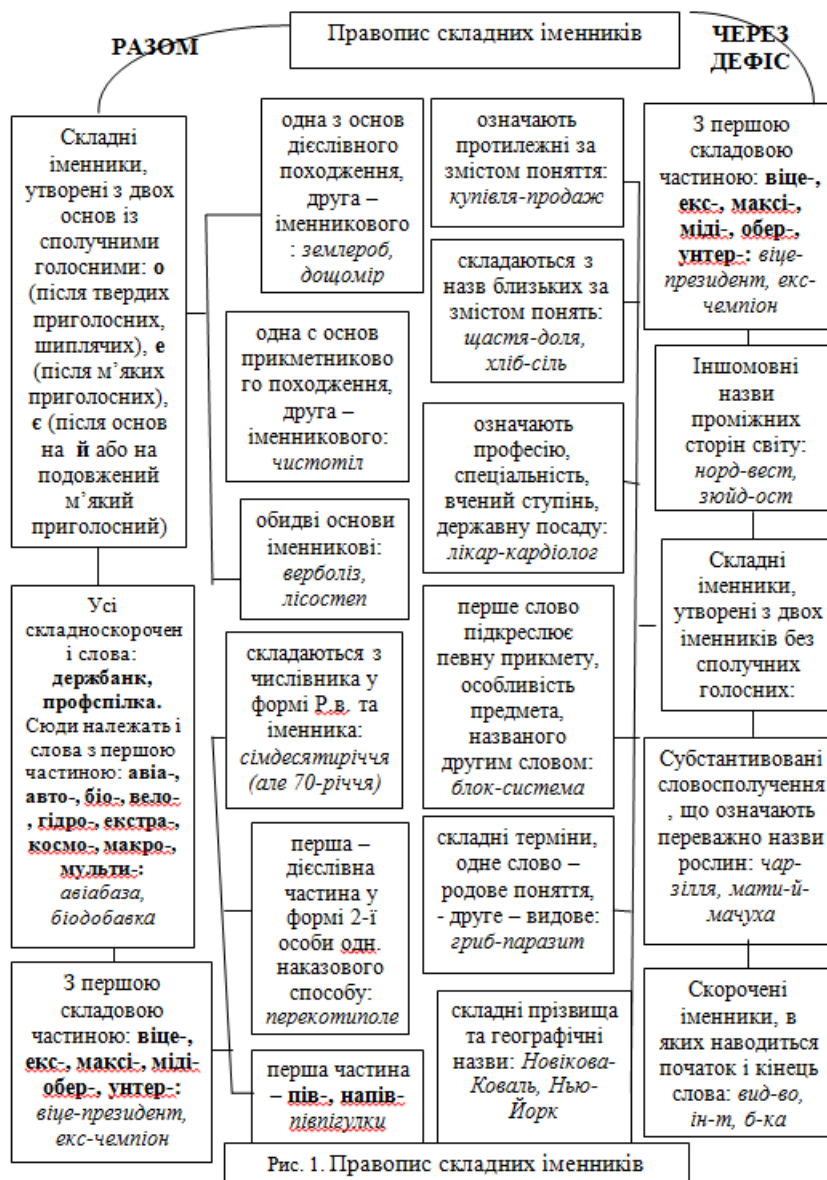 Правопис складних іменників
РАЗОМ
ЧЕРЕЗ
ДЕФІС
Складні
іменники,
утворені з двох
основ із
сполучними
голосними: о
(після твердих
приголосних,
шиплячих), е
(після м’яких
приголосних),
є (після основ
на й або на
подовжений
м’який
приголосний)
Усі
складноскорочен
і слова:
держбанк,
профспілка.
Сюди належать і
слова з першою
частиною: авіа-,
авто-, біо-, вело-
, гідро-, екстра-,
космо-, макро-,
мульти-:
авіабаза,
біодобавка
З першою
складовою
частиною: віце-,
екс-, максі-, міді-
обер-, унтер-:
віце-президент,
екс-чемпіон
одна з основ
дієслівного
походження,
друга –
іменникового
: землероб,
дощомір
одна с основ
прикметниково
го походження,
друга –
іменникового:
чистотіл
обидві основи
іменникові:
верболіз,
лісостеп
складаються з
числівника у
формі Р.в. та
іменника:
сімдесятиріччя
(але 70-річчя)
перша –
дієслівна
частина у
формі 2-ї
особи одн.
наказового
способу:
перекотиполе
перша частина
– пів-, напів-
півпігулки
означають
протилежні за
змістом поняття:
купівля-продаж
складаються з
назв близьких за
змістом понять:
щастя-доля,
хліб-сіль
означають
професію,
спеціальність,
вчений ступінь,
державну посаду:
лікар-кардіолог
перше слово
підкреслює
певну прикмету,
особливість
предмета,
названого
другим словом:
блок-система
складні терміни,
одне слово –
родове поняття,
- друге – видове:
гриб-паразит
складні прізвища
та географічні
назви: Новікова-
Коваль, Нью-
Йорк
З першою
складовою
частиною: віце-,
екс-, максі-,
міді-, обер-,
унтер-: віце-
президент, екс-
чемпіон
Іншомовні
назви
проміжних
сторін світу:
норд-вест,
зюйд-ост
Складні
іменники,
утворені з двох
іменників без
сполучних
голосних:
Субстантивовані
словосполучення
, що означають
переважно назви
рослин: чар-
зілля, мати-й-
мачуха
Скорочені
іменники, в
яких наводиться
початок і кінець
слова: вид-во,
ін-т, б-ка
Рис. 1. Правопис складних іменників